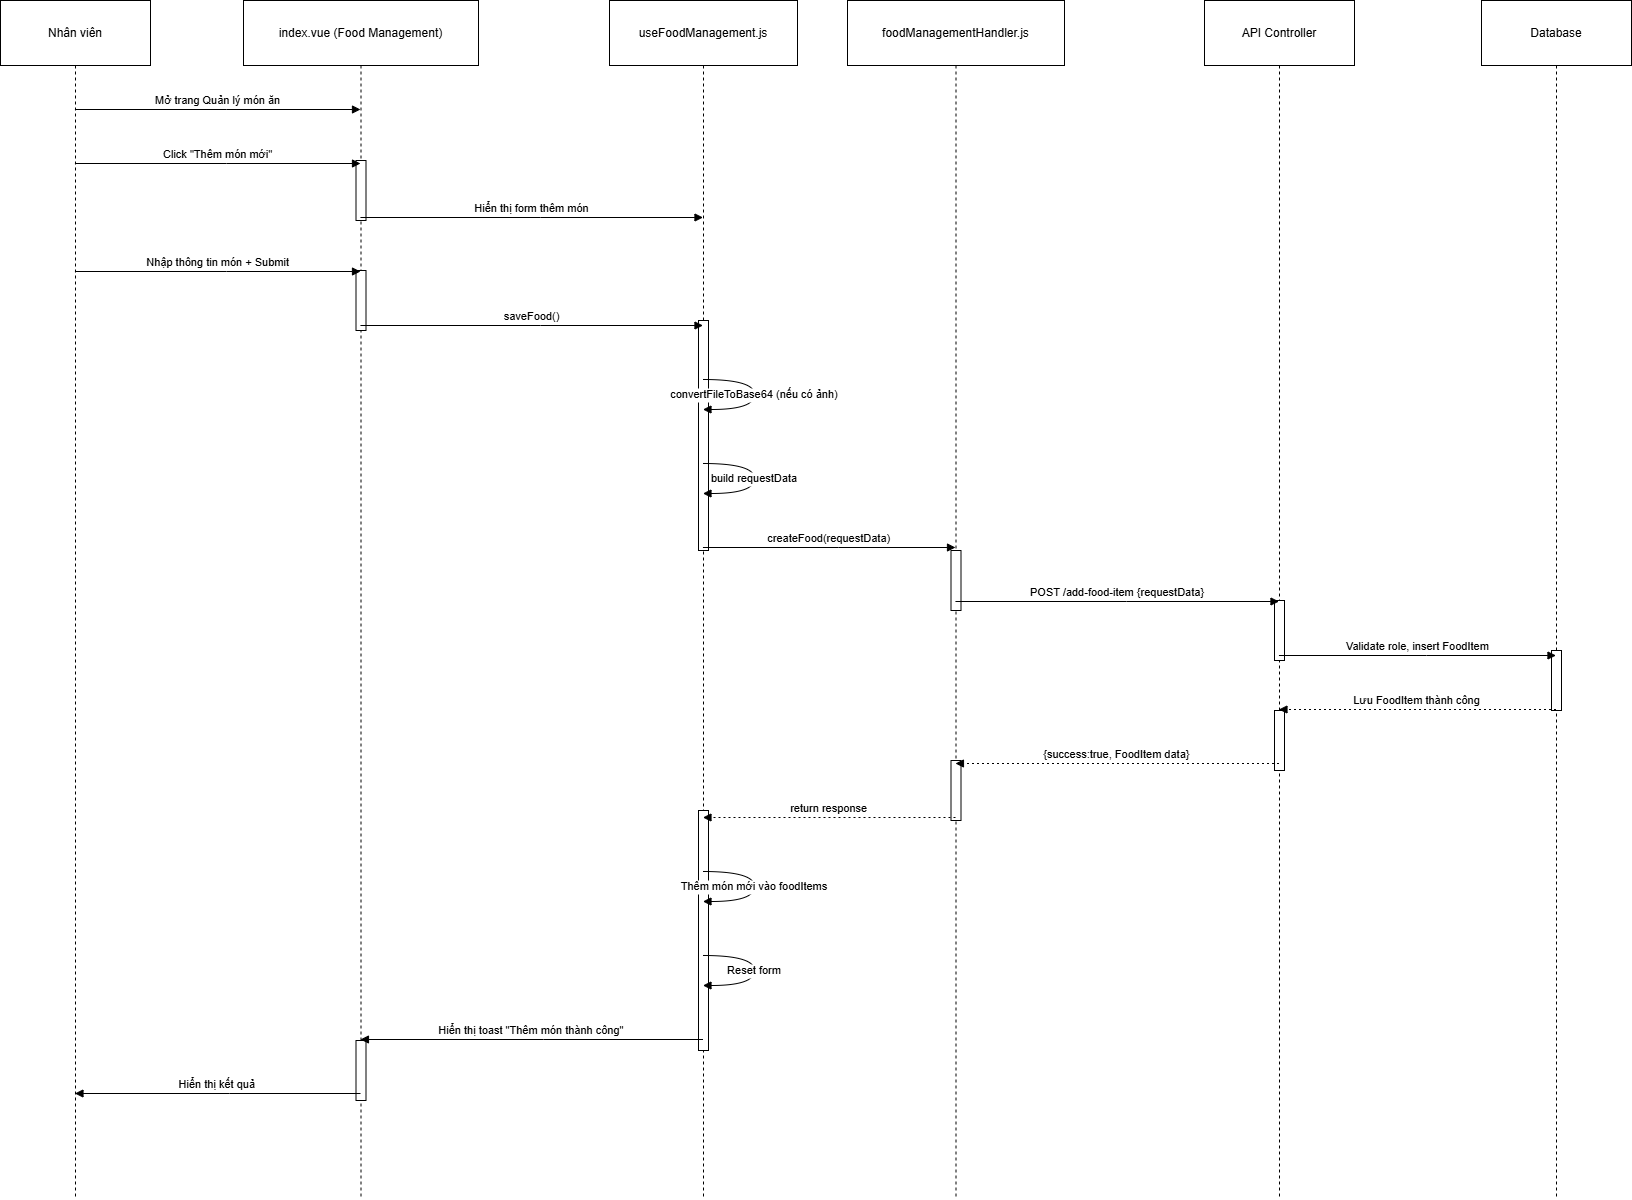 Nhân viên
index.vue (Food Management)
useFoodManagement.js
foodManagementHandler.js
API Controller
Database
Mở trang Quản lý món ăn
Click "Thêm món mới"
Hiển thị form thêm món
Nhập thông tin món + Submit
saveFood()
convertFileToBase64 (nếu có ảnh)
build requestData
createFood(requestData)
POST /add-food-item {requestData}
Validate role, insert FoodItem
Lưu FoodItem thành công
{success:true, FoodItem data}
return response
Thêm món mới vào foodItems
Reset form
Hiển thị toast "Thêm món thành công"
Hiển thị kết quả